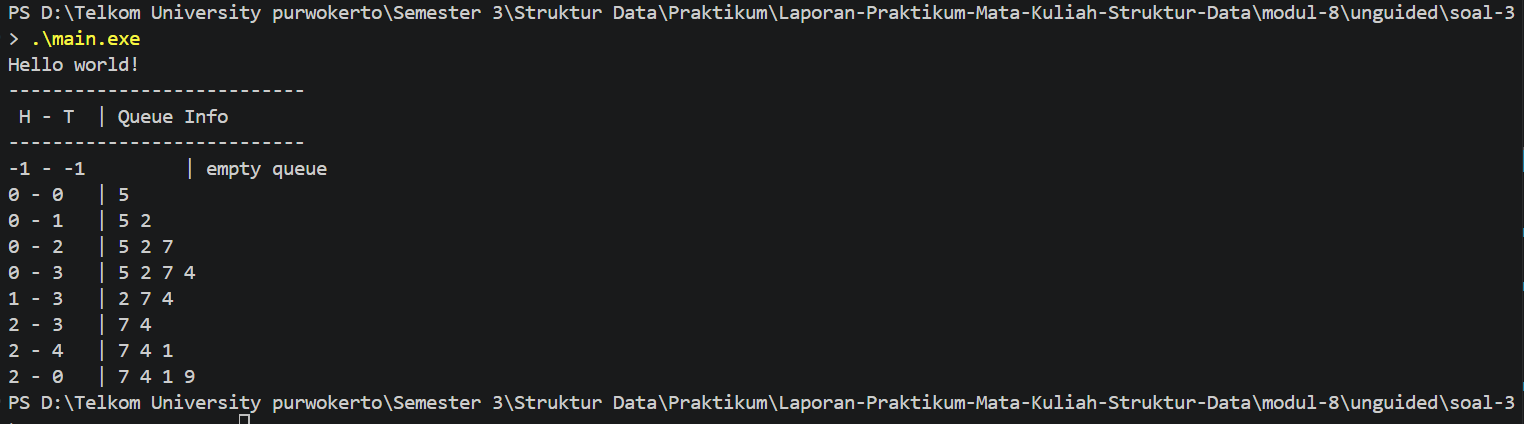 PS D:\Telkom University purwokerto\Semester 3\Struktur Data\Praktikum\Laporan-Praktikum-Mata-Kuliah-Struktur-Data\modul-8\unguided\soal-3
> .\main.exe
Hello world!
---------------------------
 H - T  | Queue Info
---------------------------
-1 - -1         | empty queue
0 - 0   | 5
0 - 1   | 5 2
0 - 2   | 5 2 7
0 - 3   | 5 2 7 4
1 - 3   | 2 7 4
2 - 3   | 7 4
2 - 4   | 7 4 1
2 - 0   | 7 4 1 9
PS D:\Telkom University purwokerto\Semester 3\Struktur Data\Praktikum\Laporan-Praktikum-Mata-Kuliah-Struktur-Data\modul-8\unguided\soal-3